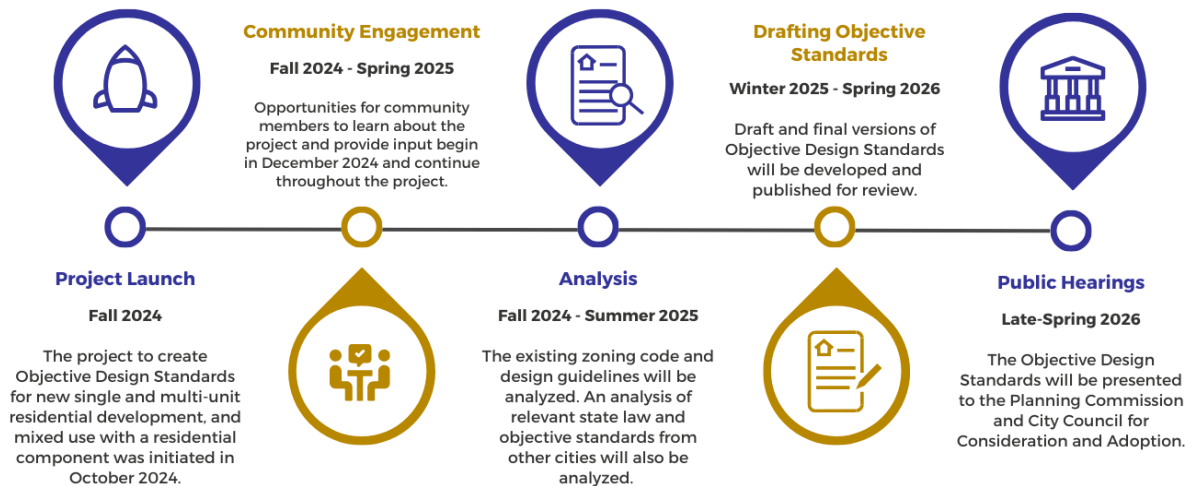 Project Launch
Fall 2024
The project to create
Objective Design Standards
for new single and multi-unit
residential development, and
mixed use with a residential
component was initiated in
October 2024.
Community Engagement
Fall 2024 - Spring 2025
Opportunities for community
members to learn about the
project and provide input begin
in December 2024 and continue
throughout the project.
Analysis
Fall 2024 - Summer 2025
The existing zoning code and
design guidelines will be
analyzed. An analysis of
relevant state law and
objective standards from
other cities will also be
analyzed.
Drafting Objective
Standards
Winter 2025 - Spring 2026
Draft and final versions of
Objective Design Standards
will be developed and
published for review.
Public Hearings
Late-Spring 2026
The Objective Design
Standards will be presented
to the Planning Commission
and City Council for
Consideration and Adoption.